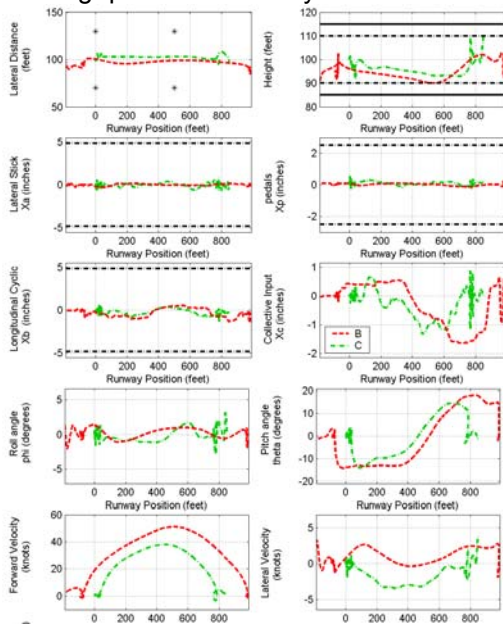 Lateral Distance
(feet)
150
100
50
0 200 400 600 800
Runway Position (feet)
Height (feet)
120
110
100
90
80
0 200 400 600 800
Runway Position (feet)
Lateral Stick
Xa (inches)
5
0
-5
0 200 400 600 800
Runway Position (feet)
pedals
Xp (inches)
2
0
-2
0 200 400 600 800
Runway Position (feet)
Longitudinal Cyclic
Xb (inches)
5
0
-5
0 200 400 600 800
Runway Position (feet)
Collective Input
Xc (inches)
1
0
-1
-2
B
C
0 200 400 600 800
Runway Position (feet)
Roll angle
phi (degrees)
5
0
-5
0 200 400 600 800
Runway Position (feet)
Pitch angle
theta (degrees)
20
10
0
-10
-20
0 200 400 600 800
Runway Position (feet)
Forward Velocity
(knots)
60
40
20
0
0 200 400 600 800
Lateral Velocity
(knots)
5
0
-5
0 200 400 600 800